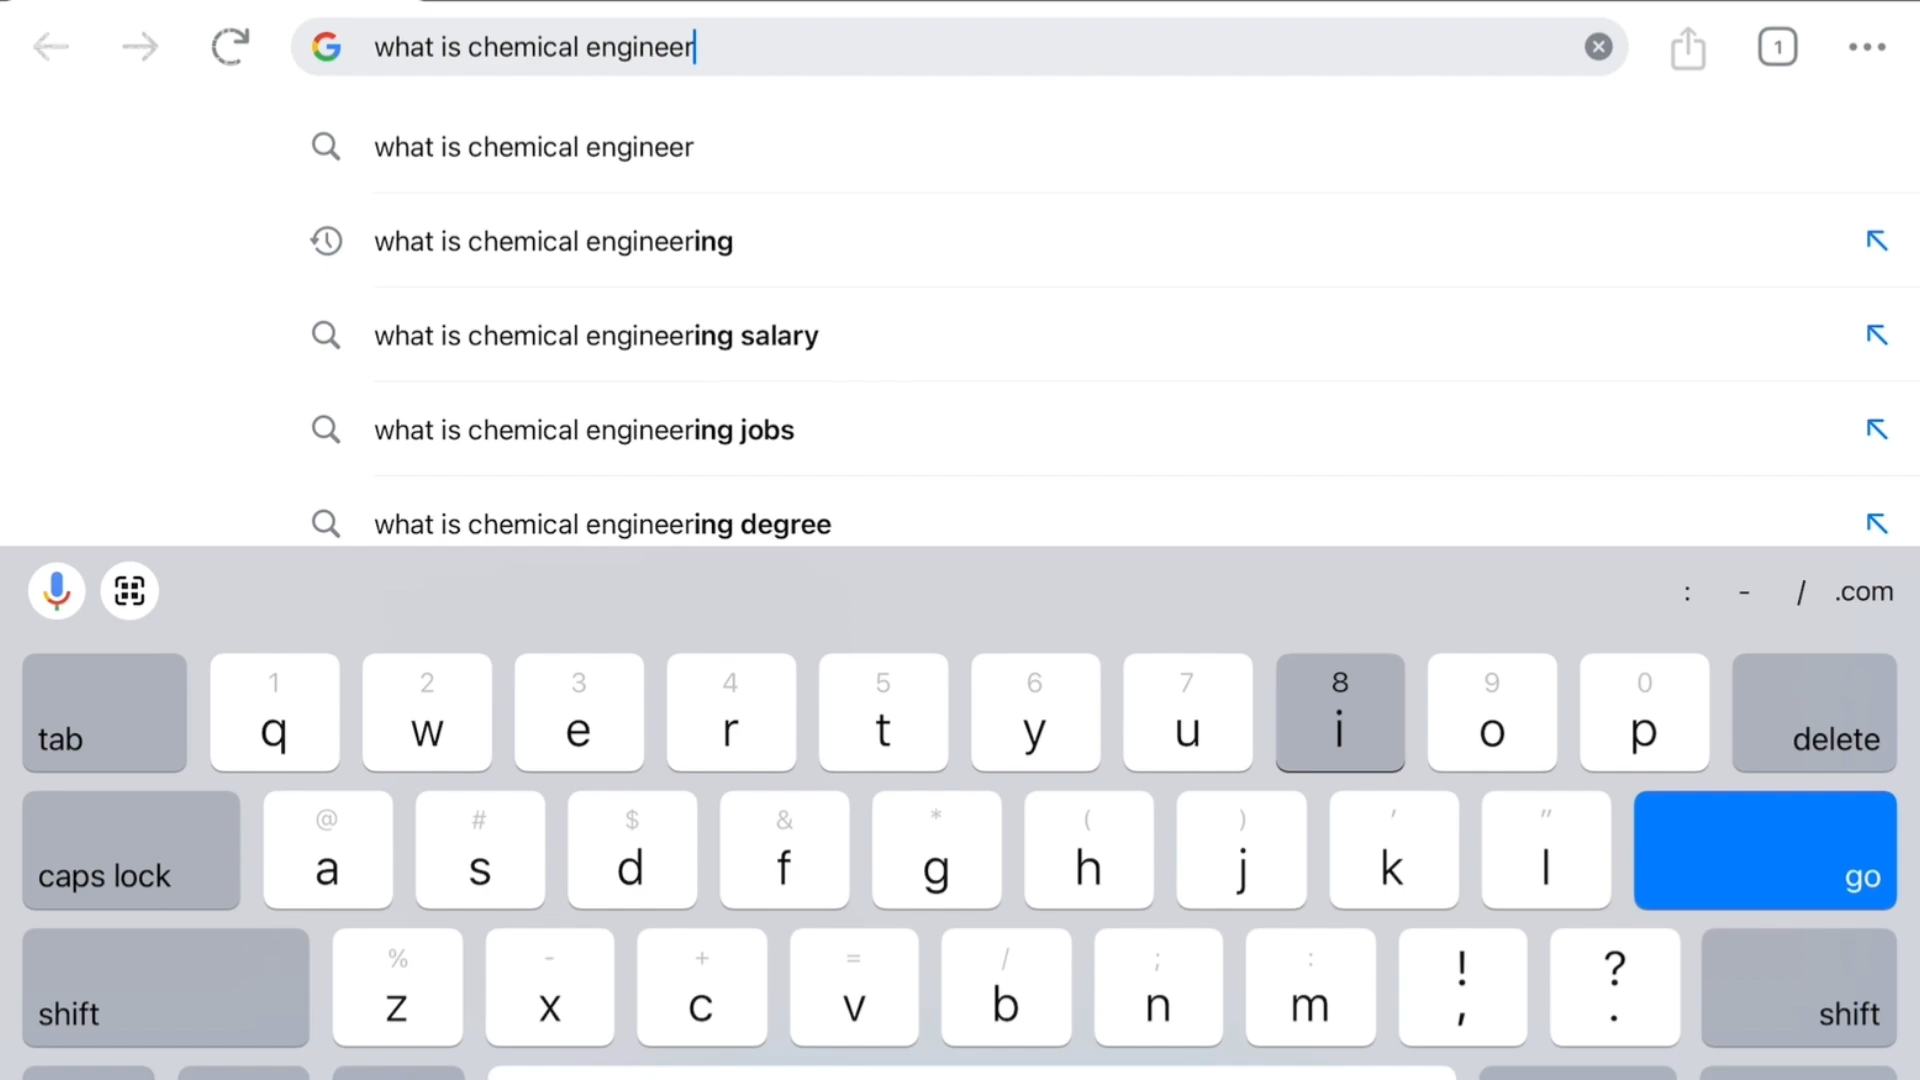 what is chemical engineer
1
what is chemical engineer
what is chemical engineering
what is chemical engineering salary
what is chemical engineering jobs
what is chemical engineering degree
: - / .com
1 2 3 4 5 6 7 8 9 0
tab q w e r t y u i o p delete
@ # $ & * ( ) ' "
caps lock a s d f g h j k l go
% - + = / ; : ! ?
shift z x c v b n m , . shift